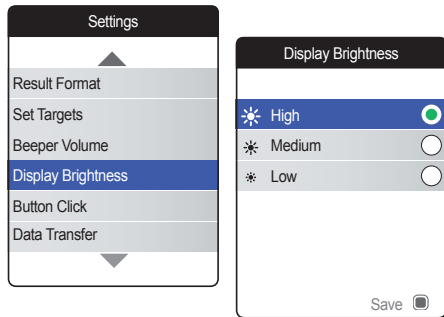 Settings
Result Format
Set Targets
Beeper Volume
Display Brightness
Button Click
Data Transfer
Display Brightness
High
Medium
Low
Save